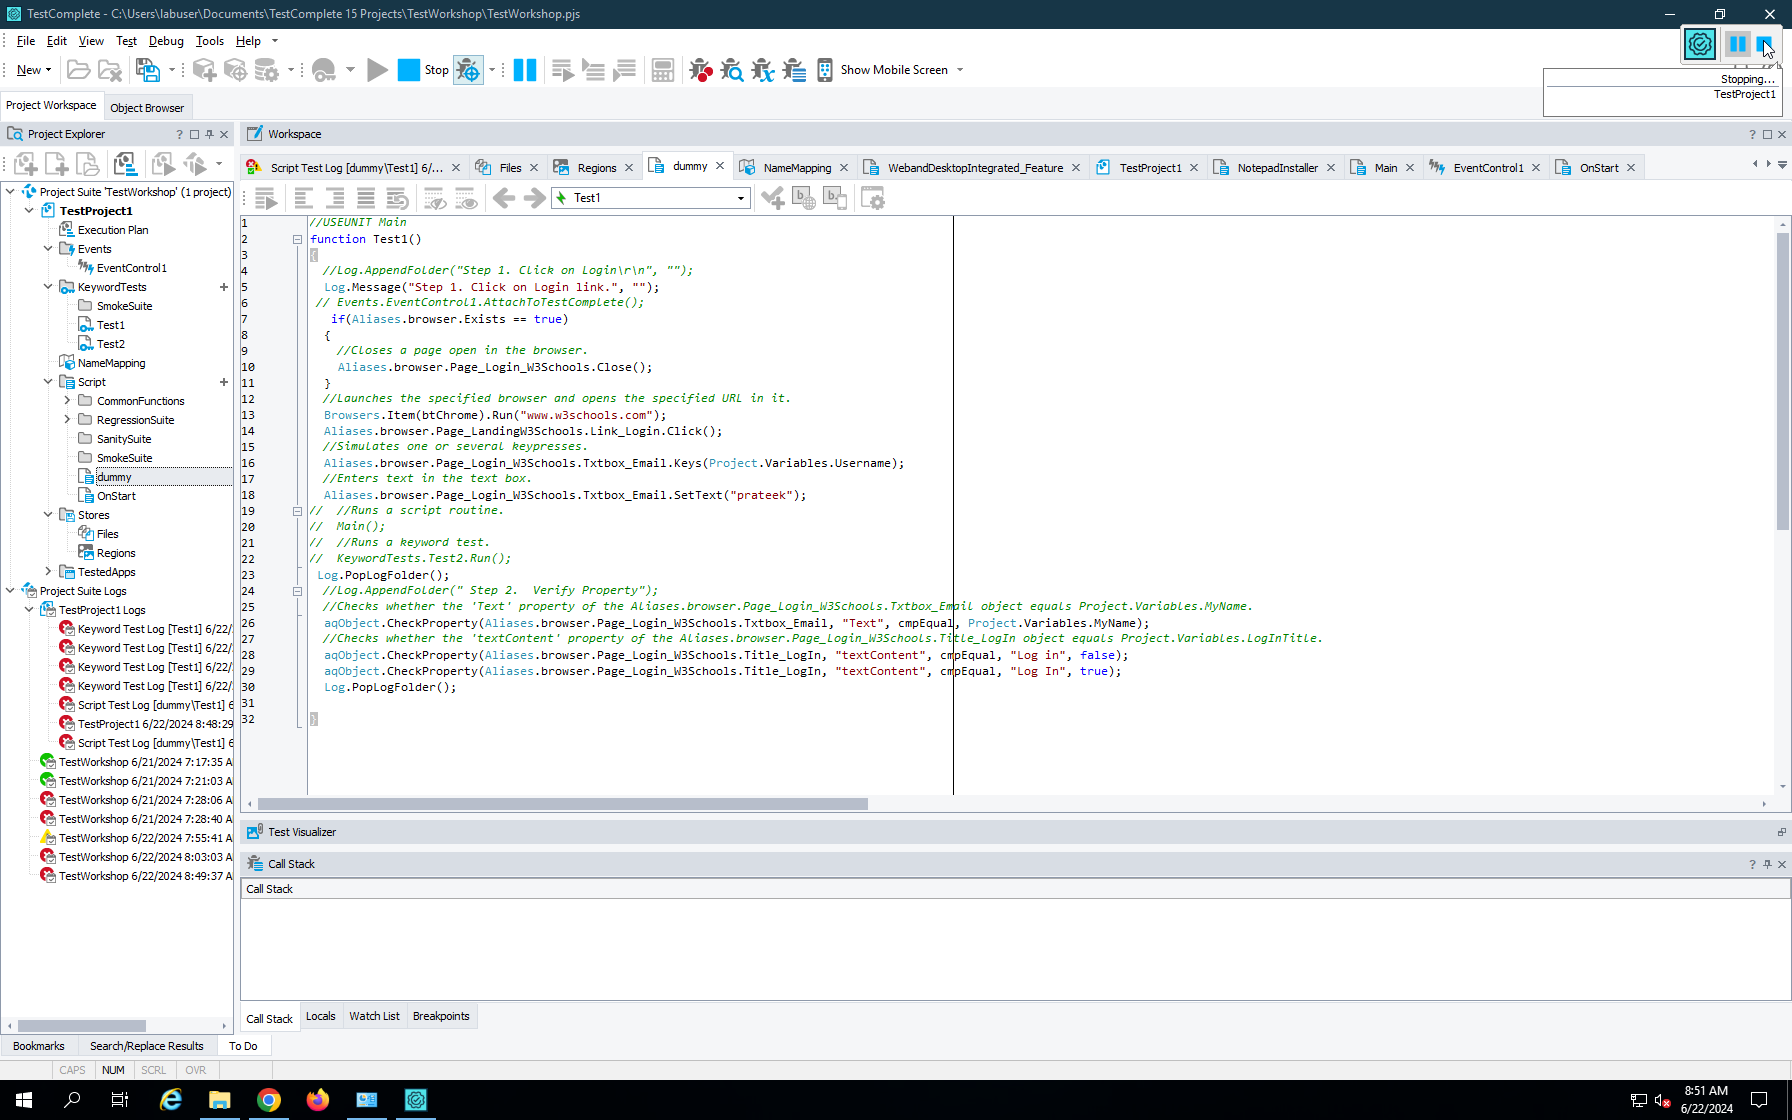 TestComplete - C:\Users\labuser\Documents\TestComplete 15 Projects\TestWorkshop\TestWorkshop.pjs
File Edit View Test Debug Tools Help
New Stop Show Mobile Screen
Stopping...
TestProject1
Project Workspace Object Browser
Project Explorer
Workspace
Script Test Log [dummy\Test1] 6/... Files Regions dummy NameMapping WebandDesktopIntegrated_Feature TestProject1 NotepadInstaller Main EventControl1 OnStart
Test1
Project Suite 'TestWorkshop' (1 project)
TestProject1
Execution Plan
Events
EventControl1
KeywordTests
SmokeSuite
Test1
Test2
NameMapping
Script
CommonFunctions
RegressionSuite
SanitySuite
SmokeSuite
dummy
OnStart
Stores
Files
Regions
TestedApps
Project Suite Logs
TestProject1 Logs
Keyword Test Log [Test1] 6/22/
Keyword Test Log [Test1] 6/22/
Keyword Test Log [Test1] 6/22/
Keyword Test Log [Test1] 6/22/
Script Test Log [dummy\Test1] 6
TestProject1 6/22/2024 8:48:29
Script Test Log [dummy\Test1] 6
TestWorkshop 6/21/2024 7:17:35 A
TestWorkshop 6/21/2024 7:21:03 A
TestWorkshop 6/21/2024 7:28:06 A
TestWorkshop 6/21/2024 7:28:40 A
TestWorkshop 6/22/2024 7:55:41 A
TestWorkshop 6/22/2024 8:03:03 A
TestWorkshop 6/22/2024 8:49:37 A
1 //USEUNIT Main
2 function Test1()
3 {
4 //Log.AppendFolder("Step 1. Click on Login\r\n", "");
5 Log.Message("Step 1. Click on Login link.", "");
6 // Events.EventControl1.AttachToTestComplete();
7 if(Aliases.browser.Exists == true)
8 {
9 //Closes a page open in the browser.
10 Aliases.browser.Page_Login_W3Schools.Close();
11 }
12 //Launches the specified browser and opens the specified URL in it.
13 Browsers.Item(btChrome).Run("www.w3schools.com");
14 Aliases.browser.Page_LandingW3Schools.Link_Login.Click();
15 //Simulates one or several keypresses.
16 Aliases.browser.Page_Login_W3Schools.Txtbox_Email.Keys(Project.Variables.Username);
17 //Enters text in the text box.
18 Aliases.browser.Page_Login_W3Schools.Txtbox_Email.SetText("prateek");
19 // //Runs a script routine.
20 // Main();
21 // //Runs a keyword test.
22 // KeywordTests.Test2.Run();
23 Log.PopLogFolder();
24 //Log.AppendFolder(" Step 2.  Verify Property");
25 //Checks whether the 'Text' property of the Aliases.browser.Page_Login_W3Schools.Txtbox_Email object equals Project.Variables.MyName.
26 aqObject.CheckProperty(Aliases.browser.Page_Login_W3Schools.Txtbox_Email, "Text", cmpEqual, Project.Variables.MyName);
27 //Checks whether the 'textContent' property of the Aliases.browser.Page_Login_W3Schools.Title_LogIn object equals Project.Variables.LogInTitle.
28 aqObject.CheckProperty(Aliases.browser.Page_Login_W3Schools.Title_LogIn, "textContent", cmpEqual, "Log in", false);
29 aqObject.CheckProperty(Aliases.browser.Page_Login_W3Schools.Title_LogIn, "textContent", cmpEqual, "Log In", true);
30 Log.PopLogFolder();
31
32 }
Test Visualizer
Call Stack
Call Stack
Call Stack Locals Watch List Breakpoints
Bookmarks Search/Replace Results To Do
CAPS NUM SCRL OVR
8:51 AM
6/22/2024